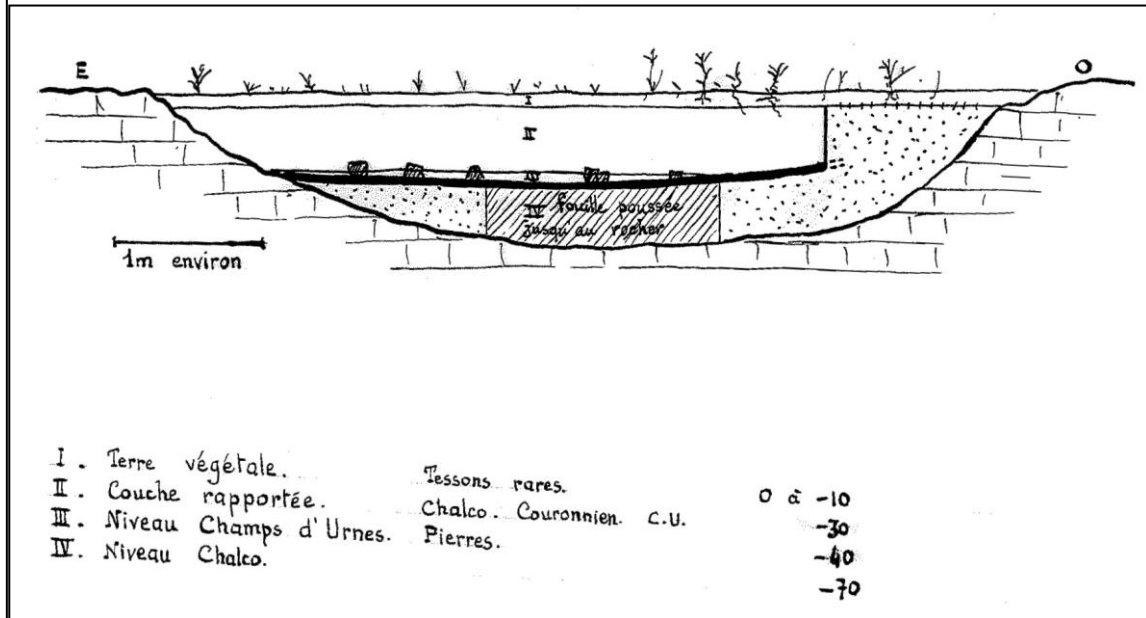 E
O
I
II
III
IV fouille poussée
jusqu'au rocher
1m environ
I. Terre végétale. Tessons rares. 0 à -10
II. Couche rapportée. Chalco. Couronnien. C.U. -30
III. Niveau Champs d'Urnes. Pierres. -40
IV. Niveau Chalco. -70